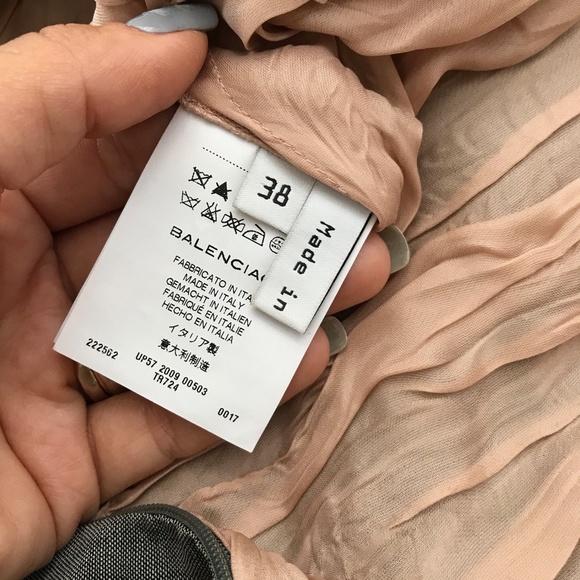 38
Made in
BALENCIAG
FABBRICATO IN ITA
MADE IN ITALY
GEMACHT IN ITALIEN
FABRIQUÉ EN ITALIE
HECHO EN ITALIA
イタリア製
意大利制造
222562 UP57 2009 00503
TR724
0017